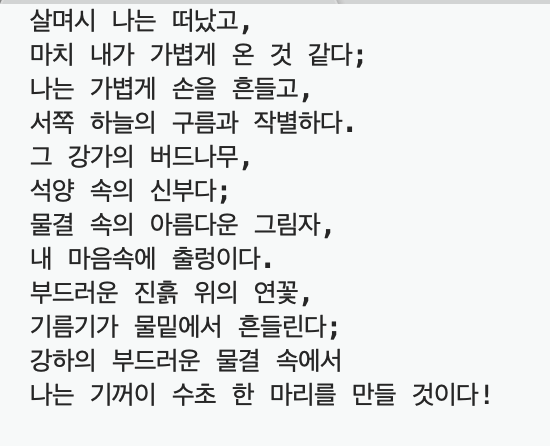 살며시 나는 떠났고,
마치 내가 가볍게 온 것 같다;
나는 가볍게 손을 흔들고,
서쪽 하늘의 구름과 작별하다.
그 강가의 버드나무,
석양 속의 신부다;
물결 속의 아름다운 그림자,
내 마음속에 출렁이다.
부드러운 진흙 위의 연꽃,
기름기가 물밑에서 흔들린다;
강하의 부드러운 물결 속에서
나는 기꺼이 수초 한 마리를 만들 것이다!